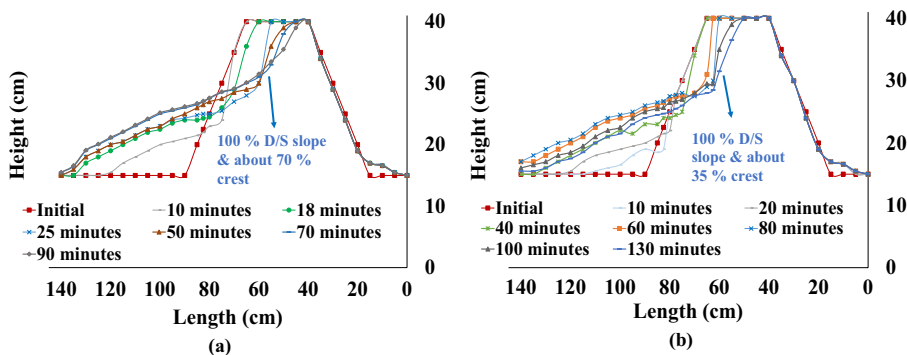 (a)
40
30
20
10
0
Height (cm)
100 % D/S slope
& about 70 %
crest
Initial
10 minutes
18 minutes
25 minutes
50 minutes
70 minutes
90 minutes
140 120 100 80 60 40 20 0
Length (cm)
(b)
40
30
20
10
0
Height (cm)
100 % D/S
slope & about
35 % crest
Initial
10 minutes
20 minutes
40 minutes
60 minutes
80 minutes
100 minutes
130 minutes
140 120 100 80 60 40 20 0
Length (cm)